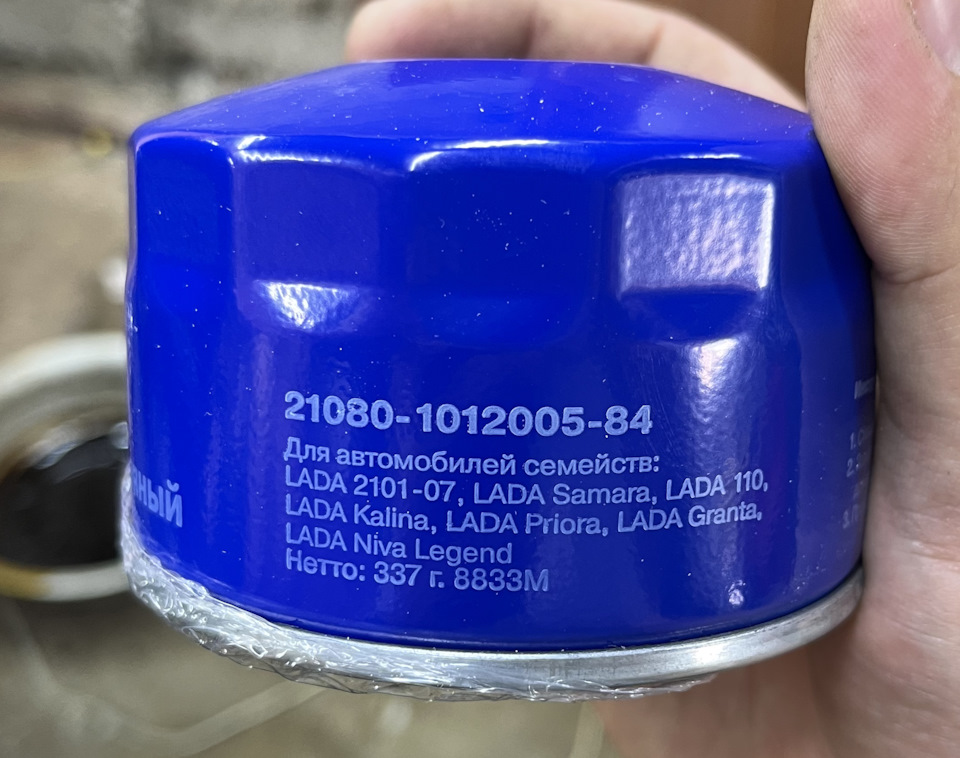 21080-1012005-84
Для автомобилей семейств:
LADA 2101-07, LADA Samara, LADA 110,
LADA Kalina, LADA Priora, LADA Granta,
LADA Niva Legend
Нетто: 337 г. 8833М